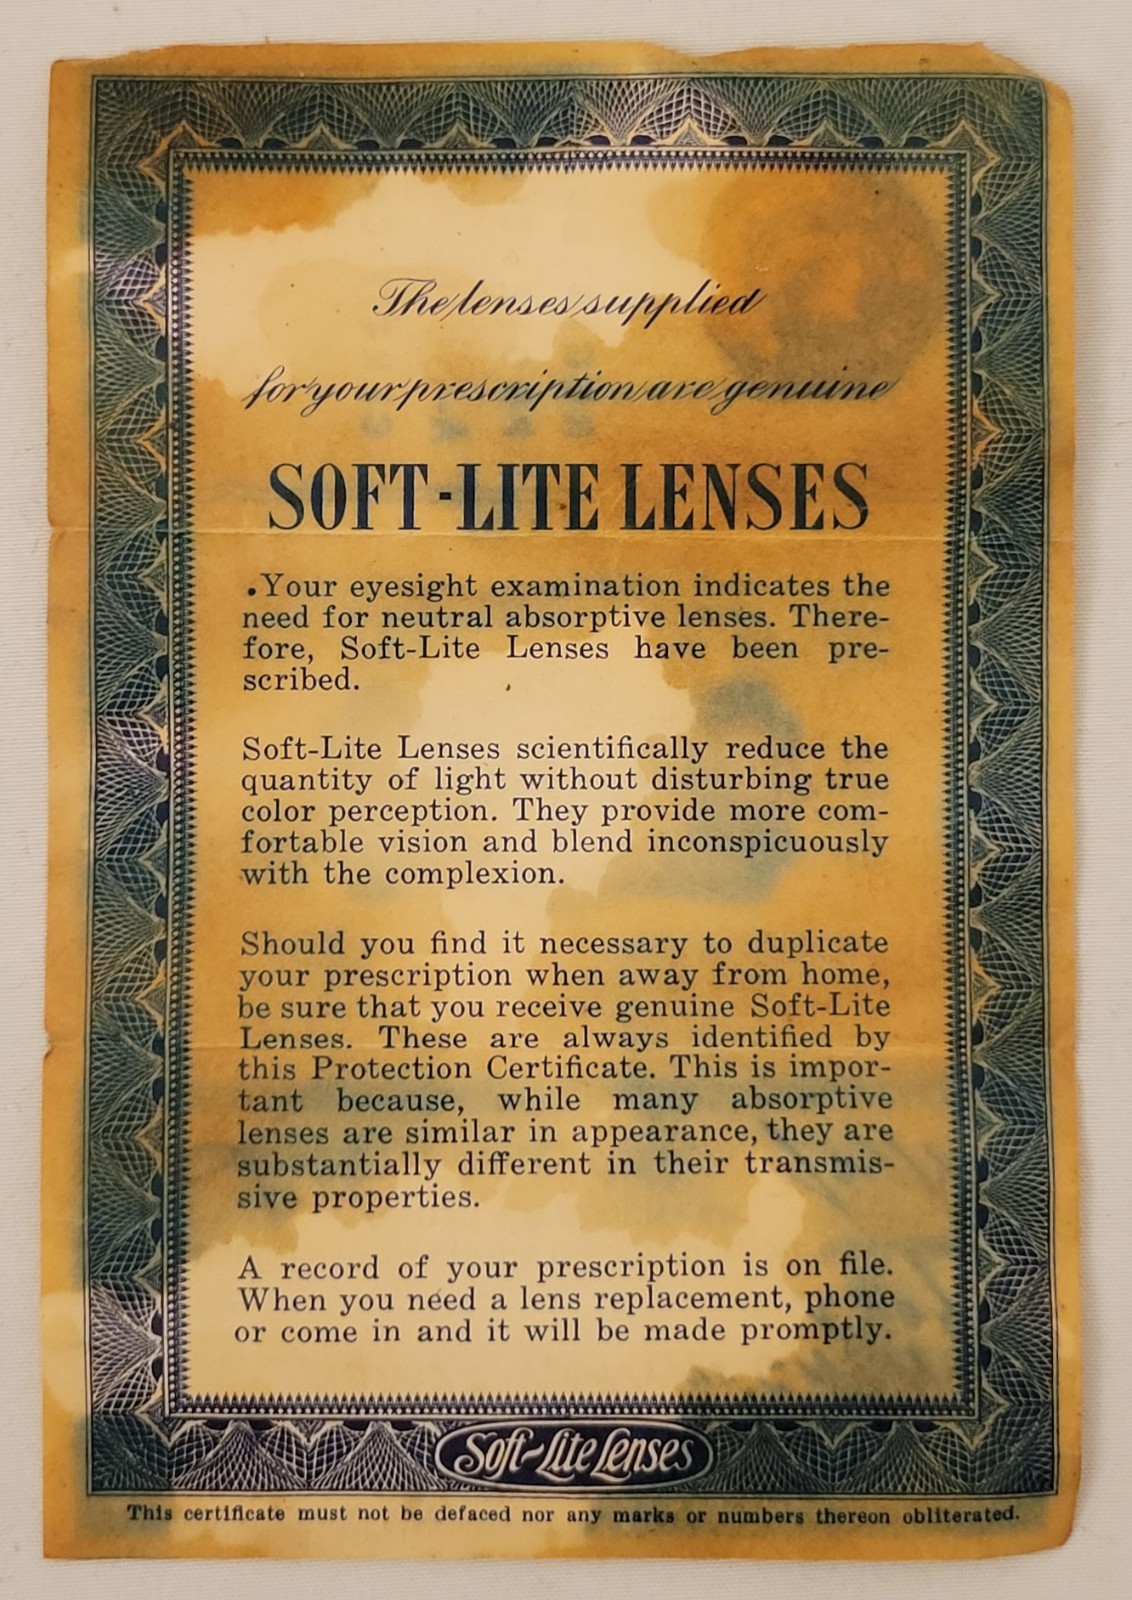 The lenses supplied
for your prescription are genuine
SOFT-LITE LENSES
. Your eyesight examination indicates the
need for neutral absorptive lenses. There-
fore, Soft-Lite Lenses have been pre-
scribed.
Soft-Lite Lenses scientifically reduce the
quantity of light without disturbing true
color perception. They provide more com-
fortable vision and blend inconspicuously
with the complexion.
Should you find it necessary to duplicate
your prescription when away from home,
be sure that you receive genuine Soft-Lite
Lenses. These are always identified by
this Protection Certificate. This is impor-
tant because, while many absorptive
lenses are similar in appearance, they are
substantially different in their transmis-
sive properties.
A record of your prescription is on file.
When you need a lens replacement, phone
or come in and it will be made promptly.
Soft-Lite Lenses
This certificate must not be defaced nor any marks or numbers thereon obliterated.